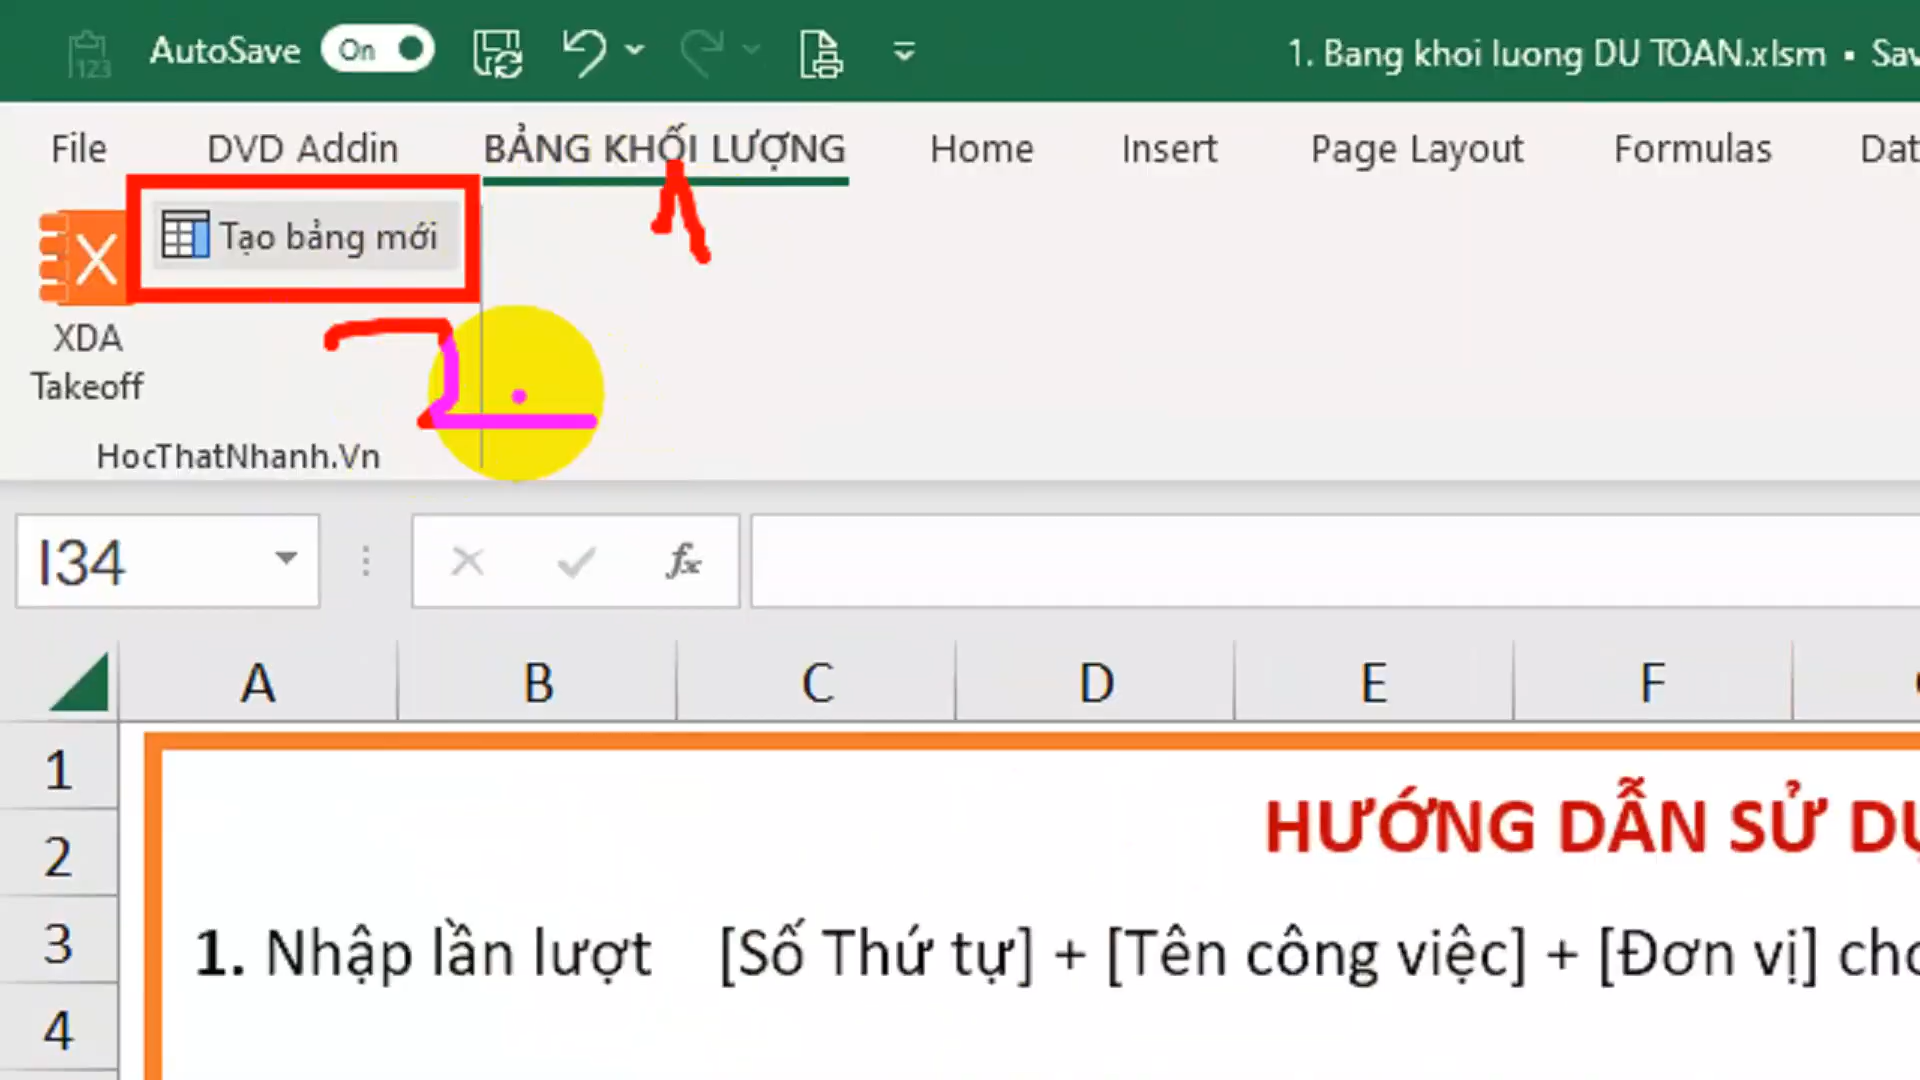 123 AutoSave On 1. Bang khoi luong DU TOAN.xlsm • Sav
File DVD Addin BẢNG KHỐI LƯỢNG Home Insert Page Layout Formulas Dat
X Tạo bảng mới
XDA
Takeoff
HocThatNhanh.Vn
I34 fx
A B C D E F
1
HƯỚNG DẪN SỬ DỤ
2
3 1. Nhập lần lượt [Số Thứ tự] + [Tên công việc] + [Đơn vị] cho
4